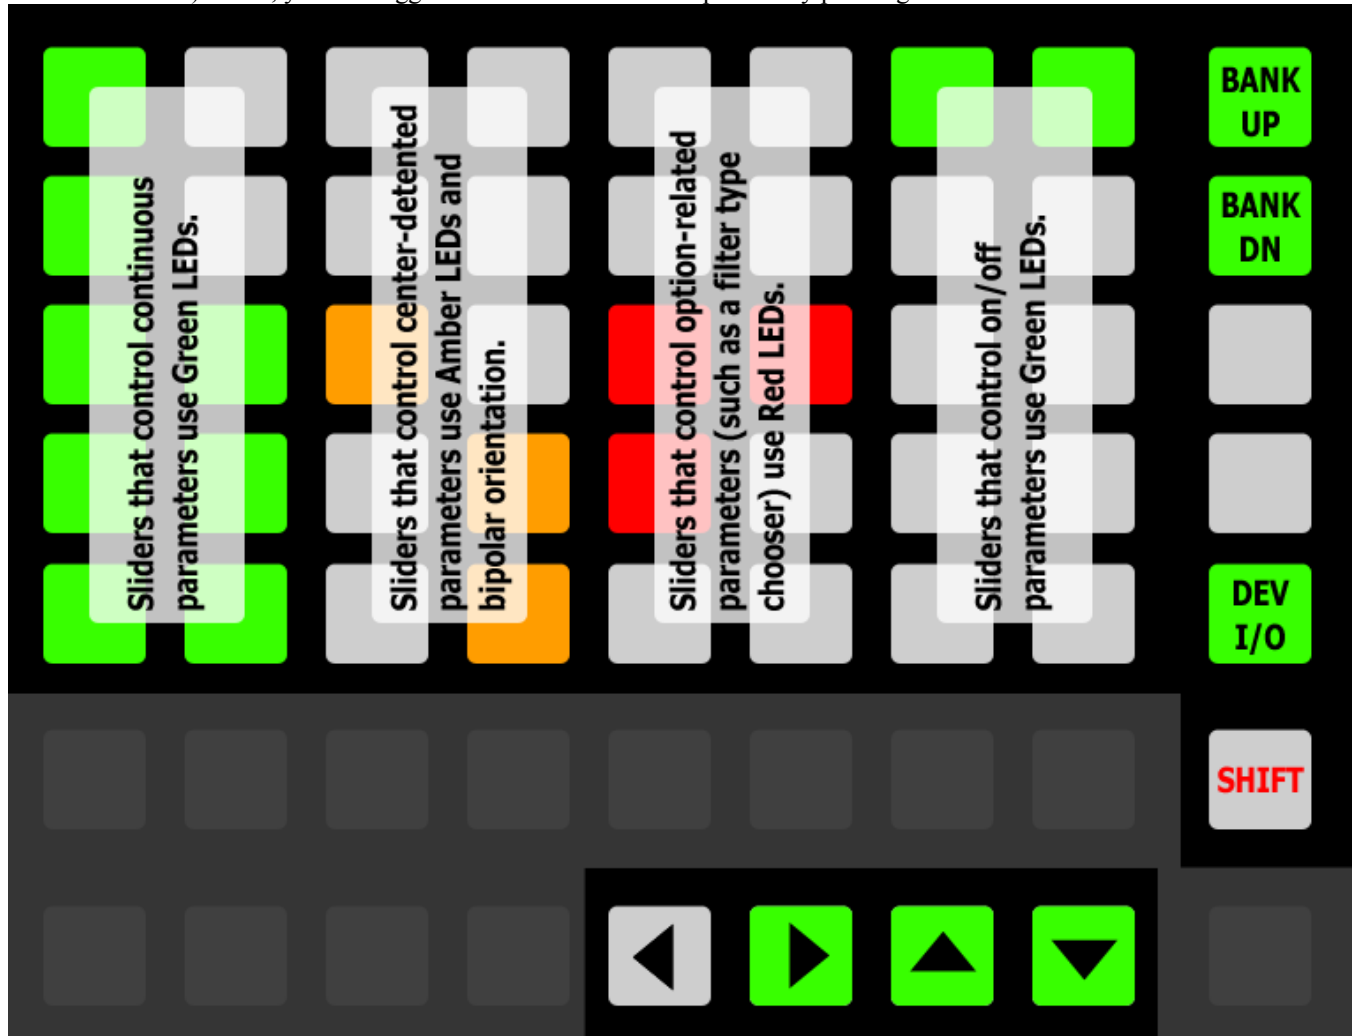 Sliders that control continuous
parameters use Green LEDs.
Sliders that control center-detented
parameters use Amber LEDs and
bipolar orientation.
Sliders that control option-related
parameters (such as a filter type
chooser) use Red LEDs.
Sliders that control on/off
parameters use Green LEDs.
BANK
UP
BANK
DN
DEV
I/O
SHIFT